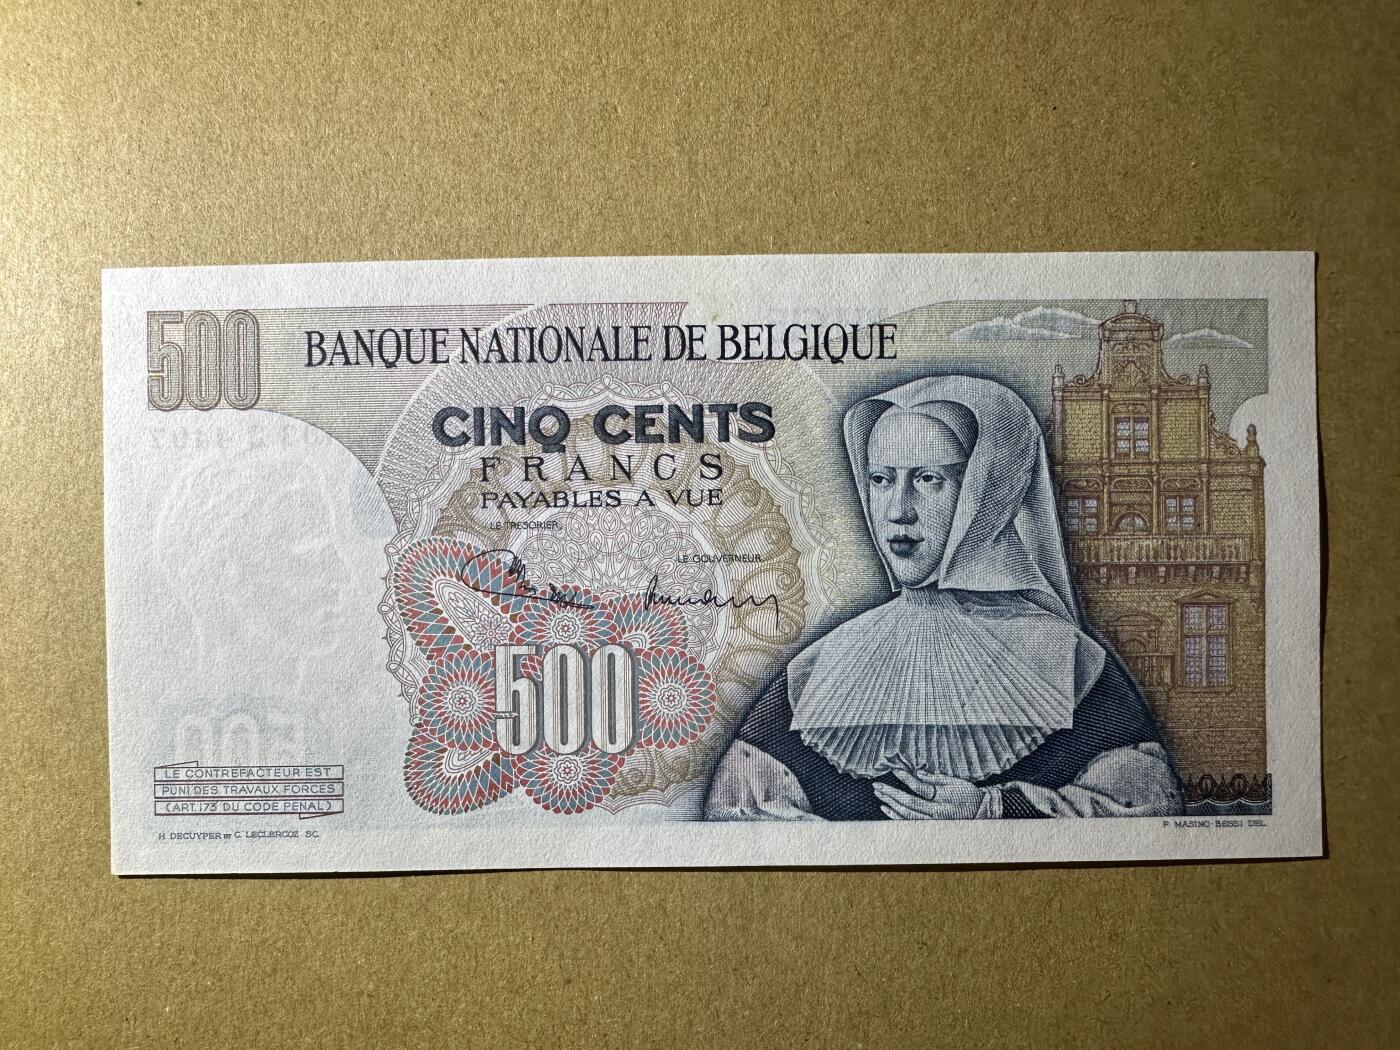 500
BANQUE NATIONALE DE BELGIQUE
CINQ CENTS
FRANCS
PAYABLES A VUE
LE TRESORIER,
LE GOUVERNEUR,
500
LE CONTREFACTEUR EST
PUNI DES TRAVAUX FORCES
(ART. 173 DU CODE PENAL)
H. DECUYPER ET C. LECLERCQZ SC.
F. MASINO-BESSI DEL